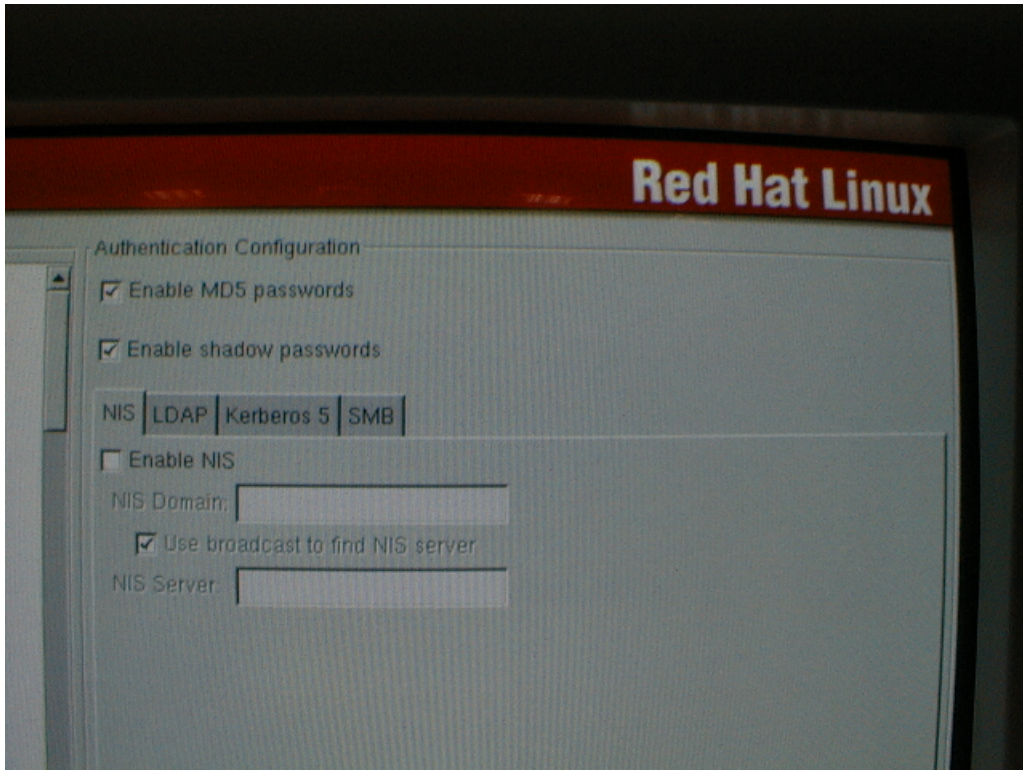 Red Hat Linux
Authentication Configuration
Enable MD5 passwords
Enable shadow passwords
NIS LDAP Kerberos 5 SMB
Enable NIS
NIS Domain:
Use broadcast to find NIS server
NIS Server: